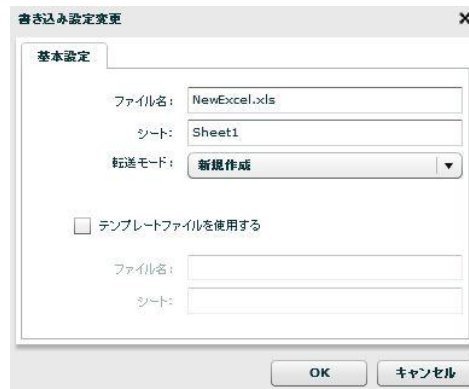 書き込み設定変更
基本設定
ファイル名: NewExcel.xls
シート: Sheet1
転送モード: 新規作成
テンプレートファイルを使用する
ファイル名:
シート:
OK キャンセル